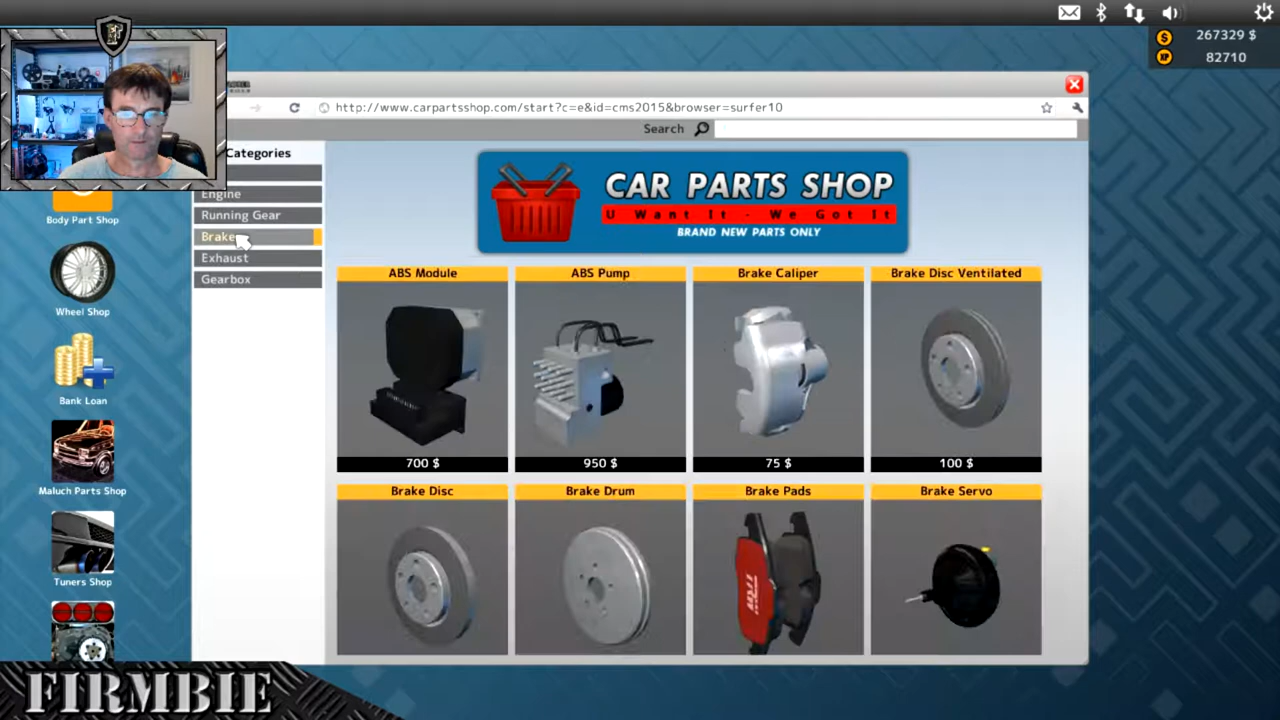 267329 $
82710
http://www.carpartsshop.com/start?c=e&id=cms2015&browser=surfer10
Search
Categories
Engine
Running Gear
Brake
Exhaust
Gearbox
CAR PARTS SHOP
U Want It - We Got It
BRAND NEW PARTS ONLY
ABS Module
ABS Pump
Brake Caliper
Brake Disc Ventilated
700 $
950 $
75 $
100 $
Brake Disc
Brake Drum
Brake Pads
Brake Servo
Body Part Shop
Wheel Shop
Bank Loan
Maluch Parts Shop
Tuners Shop
FIRMBIE